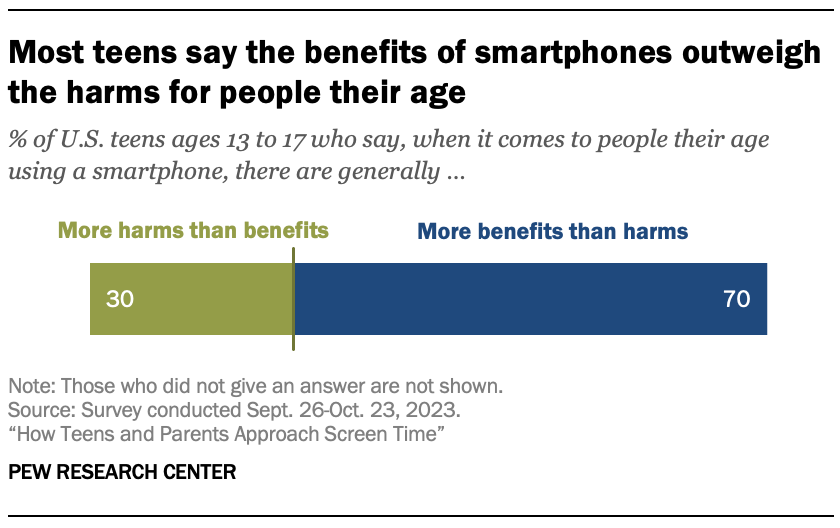 Most teens say the benefits of smartphones outweigh
the harms for people their age
% of U.S. teens ages 13 to 17 who say, when it comes to people their age
using a smartphone, there are generally ...
More harms than benefits
More benefits than harms
30
70
Note: Those who did not give an answer are not shown.
Source: Survey conducted Sept. 26-Oct. 23, 2023.
“How Teens and Parents Approach Screen Time”
PEW RESEARCH CENTER